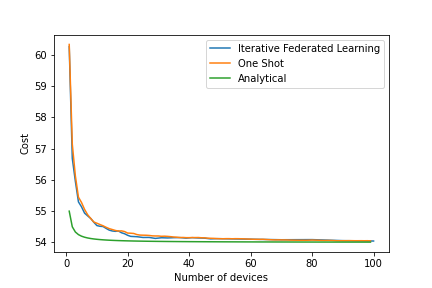 60
59
58
57
56
55
54
Cost
0
20
40
60
80
100
Number of devices
Iterative Federated Learning
One Shot
Analytical